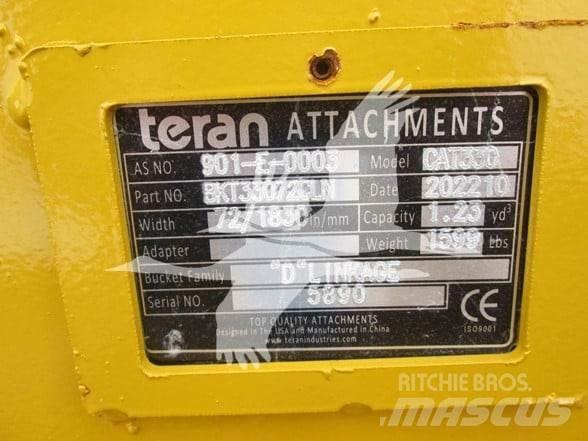 teran ATTACHMENTS
AS NO. 901-E-0003 Model CAT330
Part NO. BKT33072CLN Date 202210
Width 72/1830 In/mm Capacity 1.23 yd³
Adapter Weight 1599 Lbs
Bucket Family "D"LINKAGE
Serial NO. 5890
TOP QUALITY ATTACHMENTS
Designed In The USA and Manufactured In China
www.teranindustries.com
CE
ISO9001
RITCHIE BROS.
MASCUS